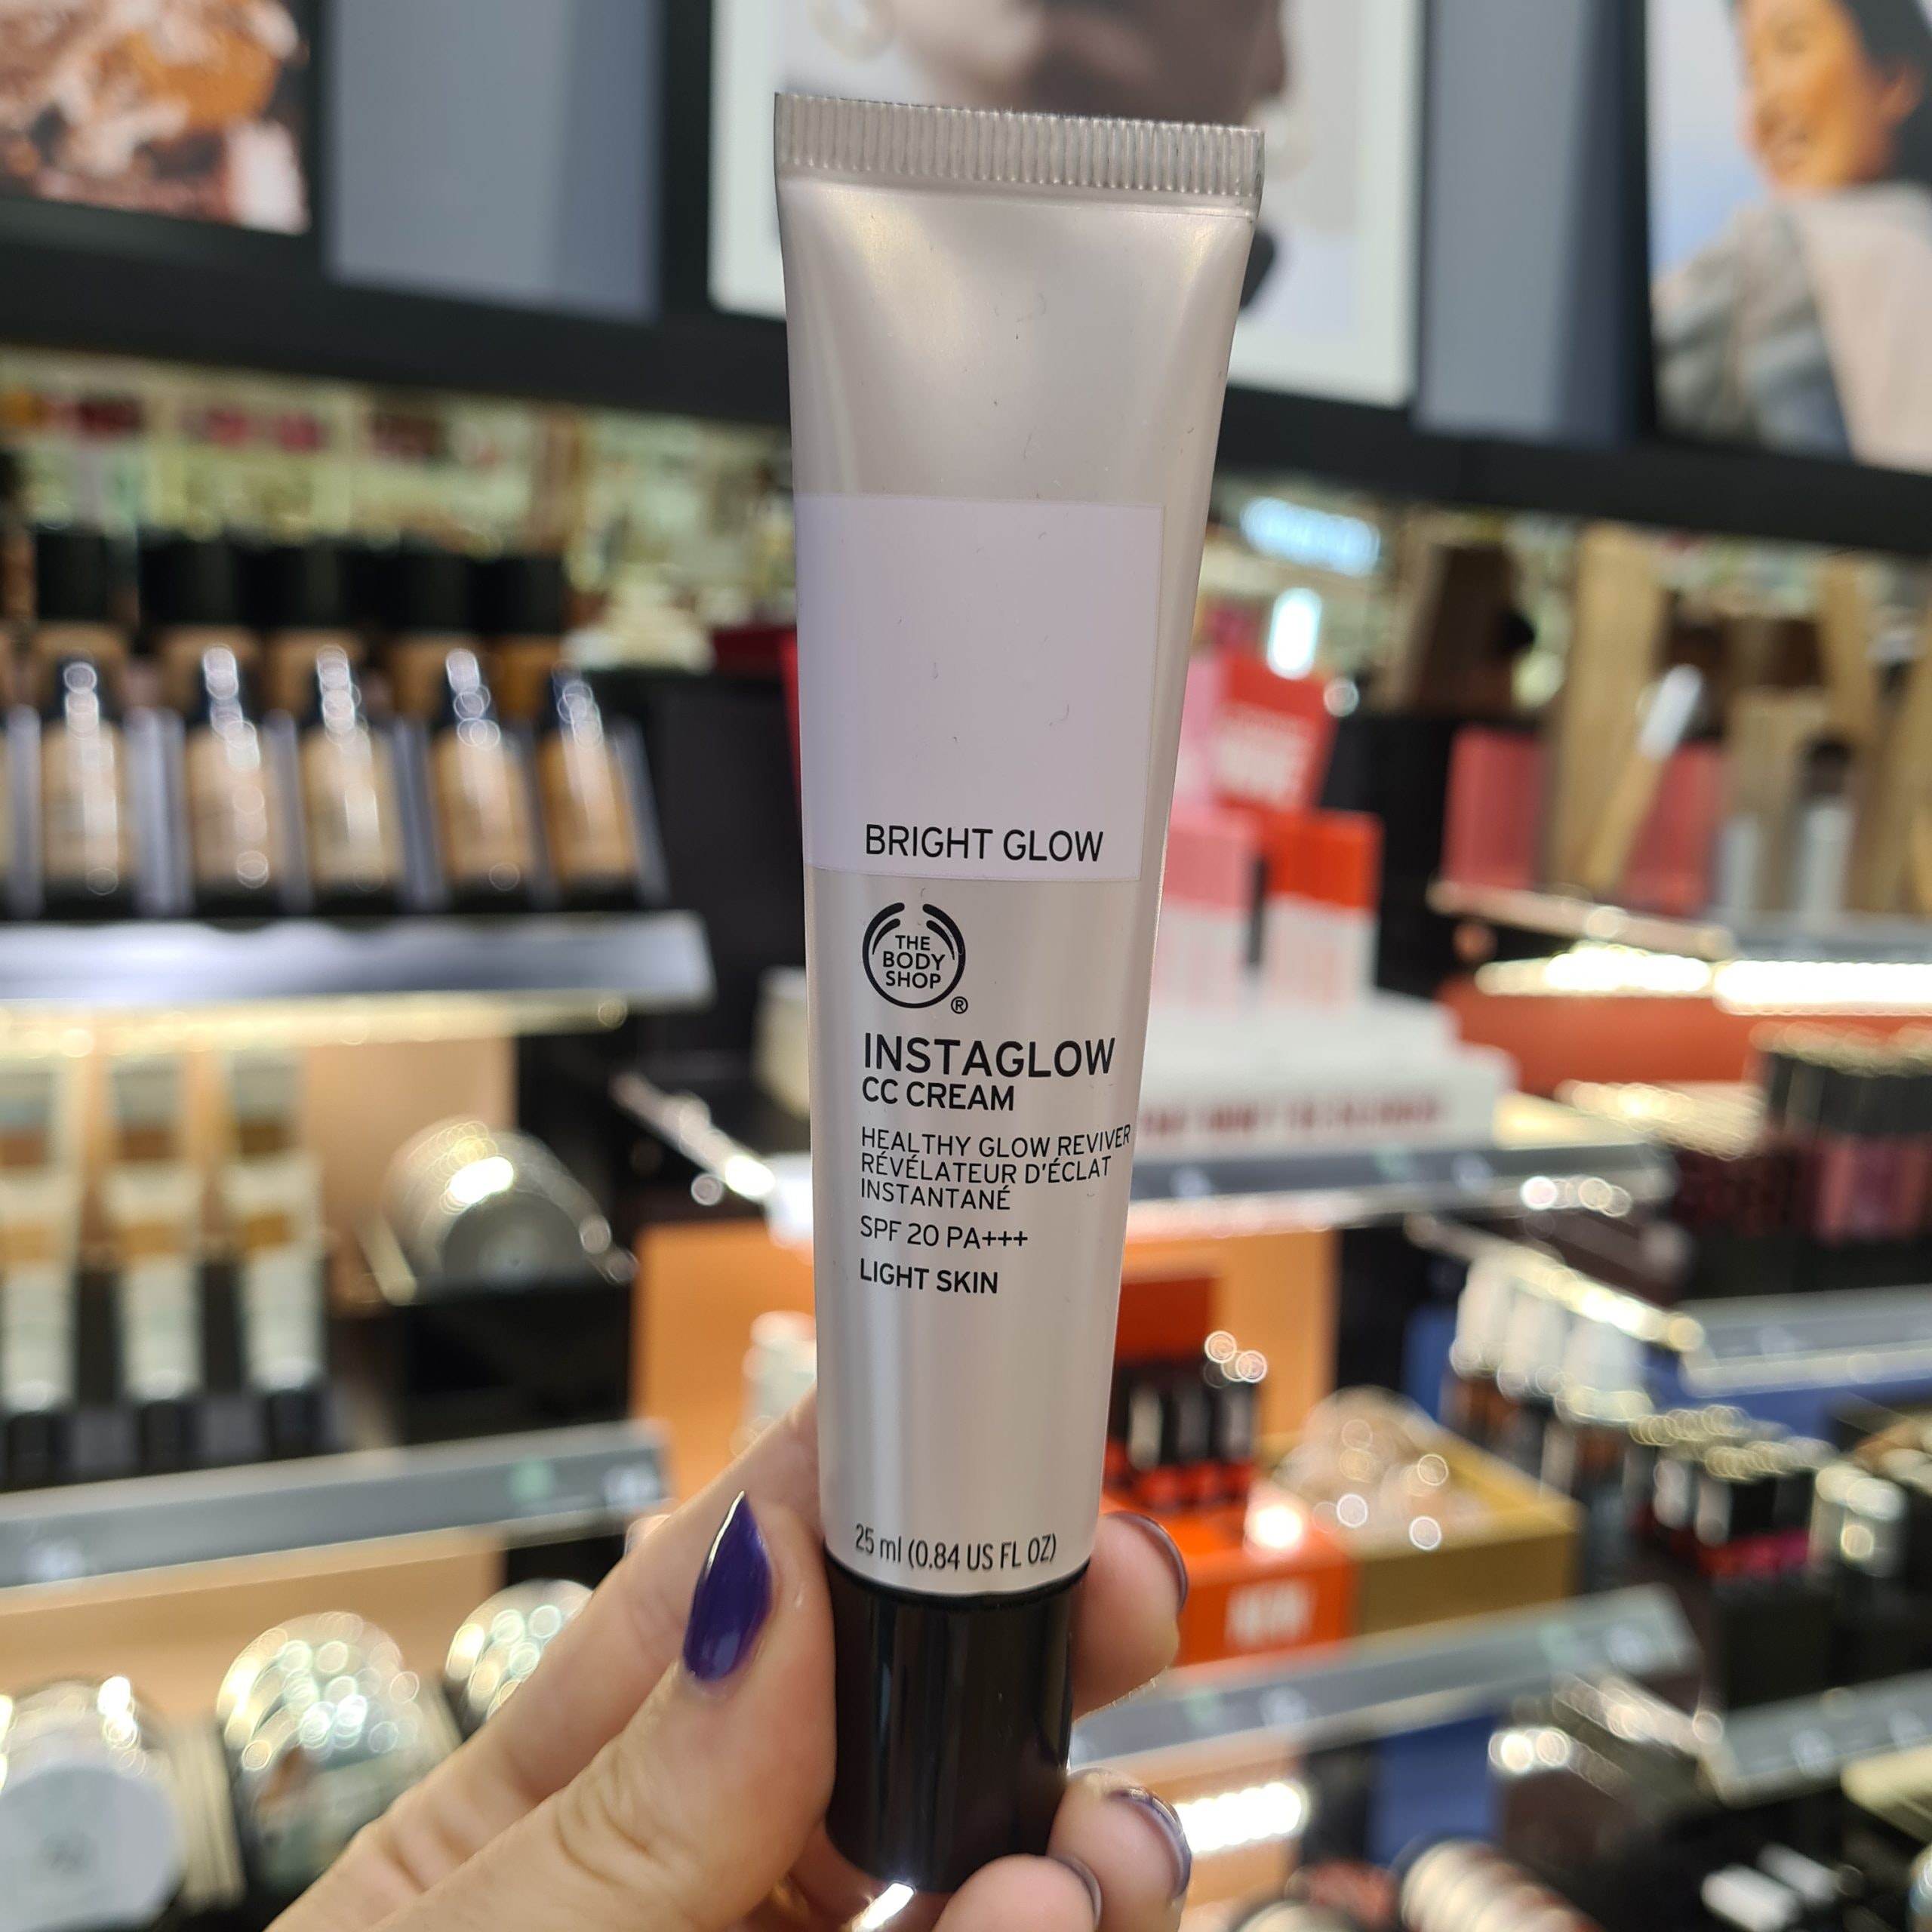 BRIGHT GLOW
THE
BODY
SHOP
®
INSTAGLOW
CC CREAM
HEALTHY GLOW REVIVER
RÉVÉLATEUR D'ÉCLAT
INSTANTANÉ
SPF 20 PA+++
LIGHT SKIN
25 ml (0.84 US FL OZ)